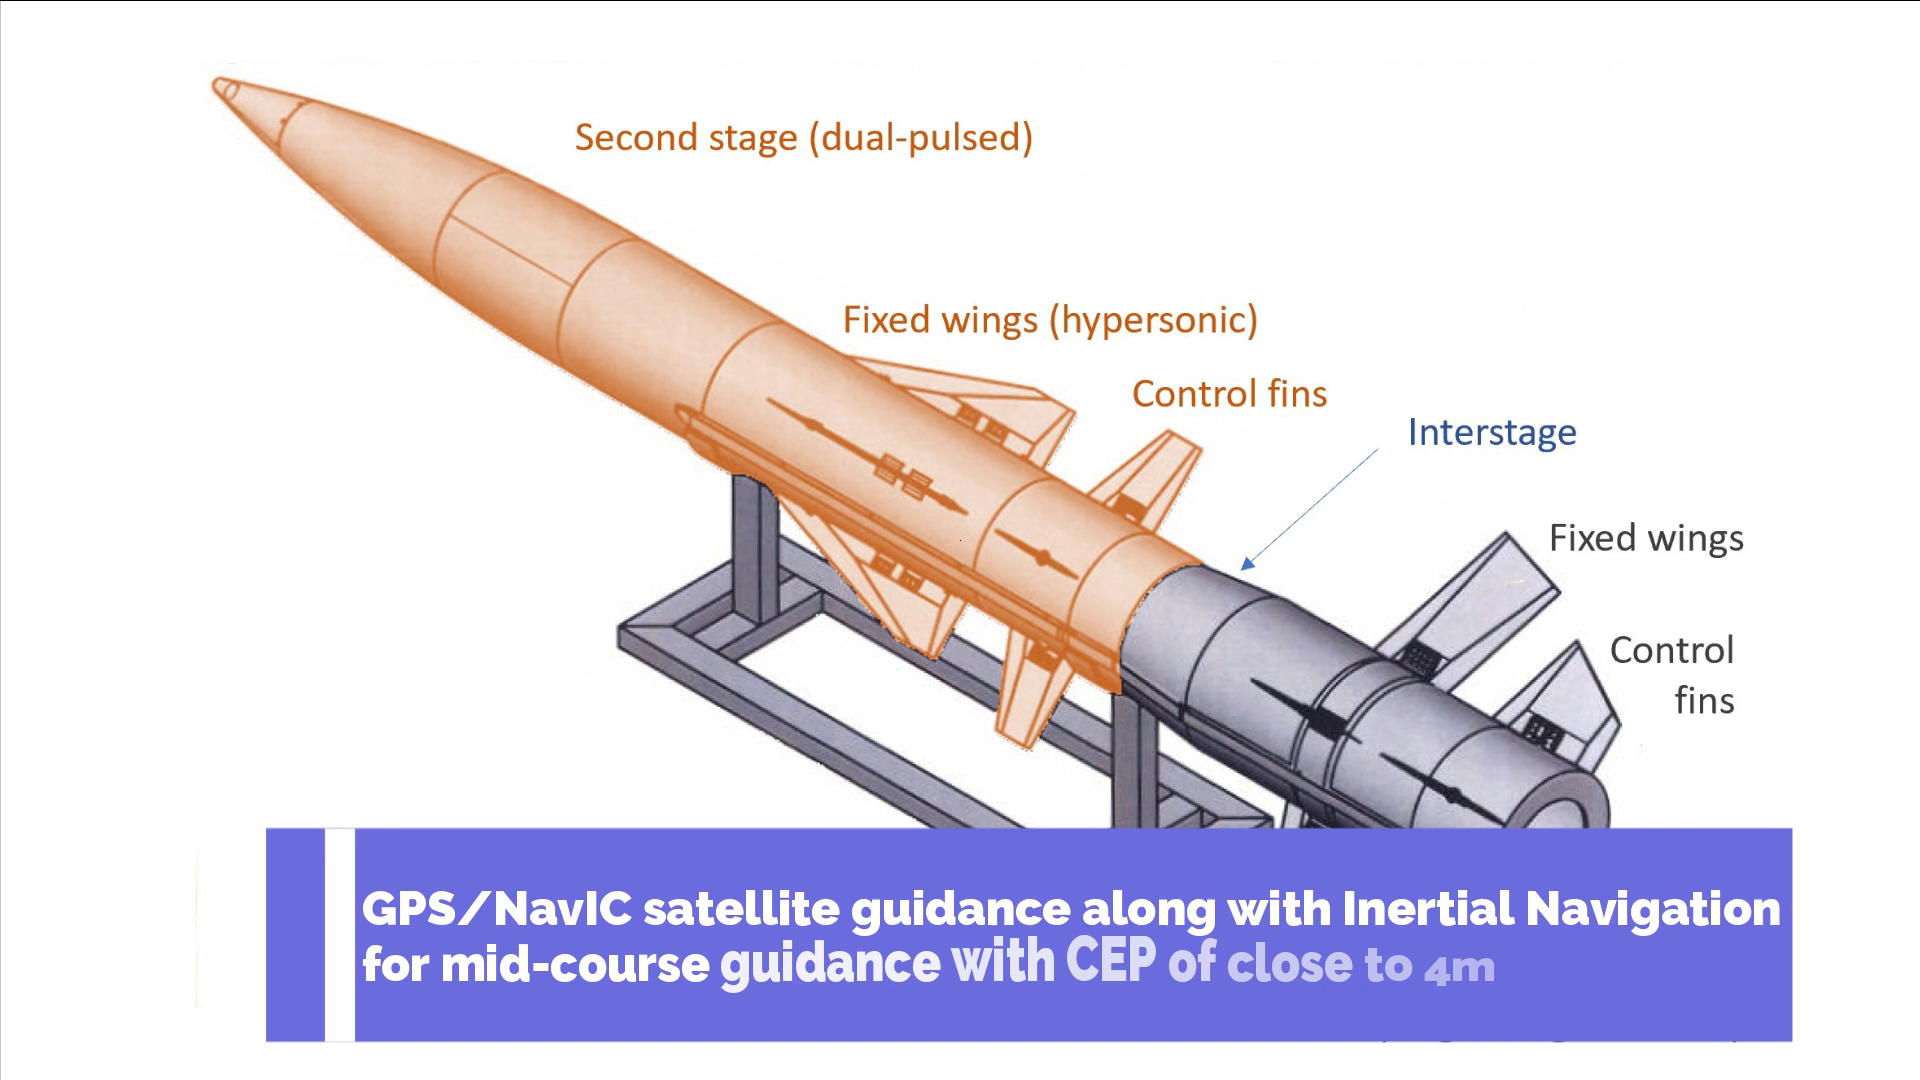 Second stage (dual-pulsed)
Fixed wings (hypersonic)
Control fins
Interstage
Fixed wings
Control
fins
GPS/NavIC satellite guidance along with Inertial Navigation
for mid-course guidance with CEP of close to 4m